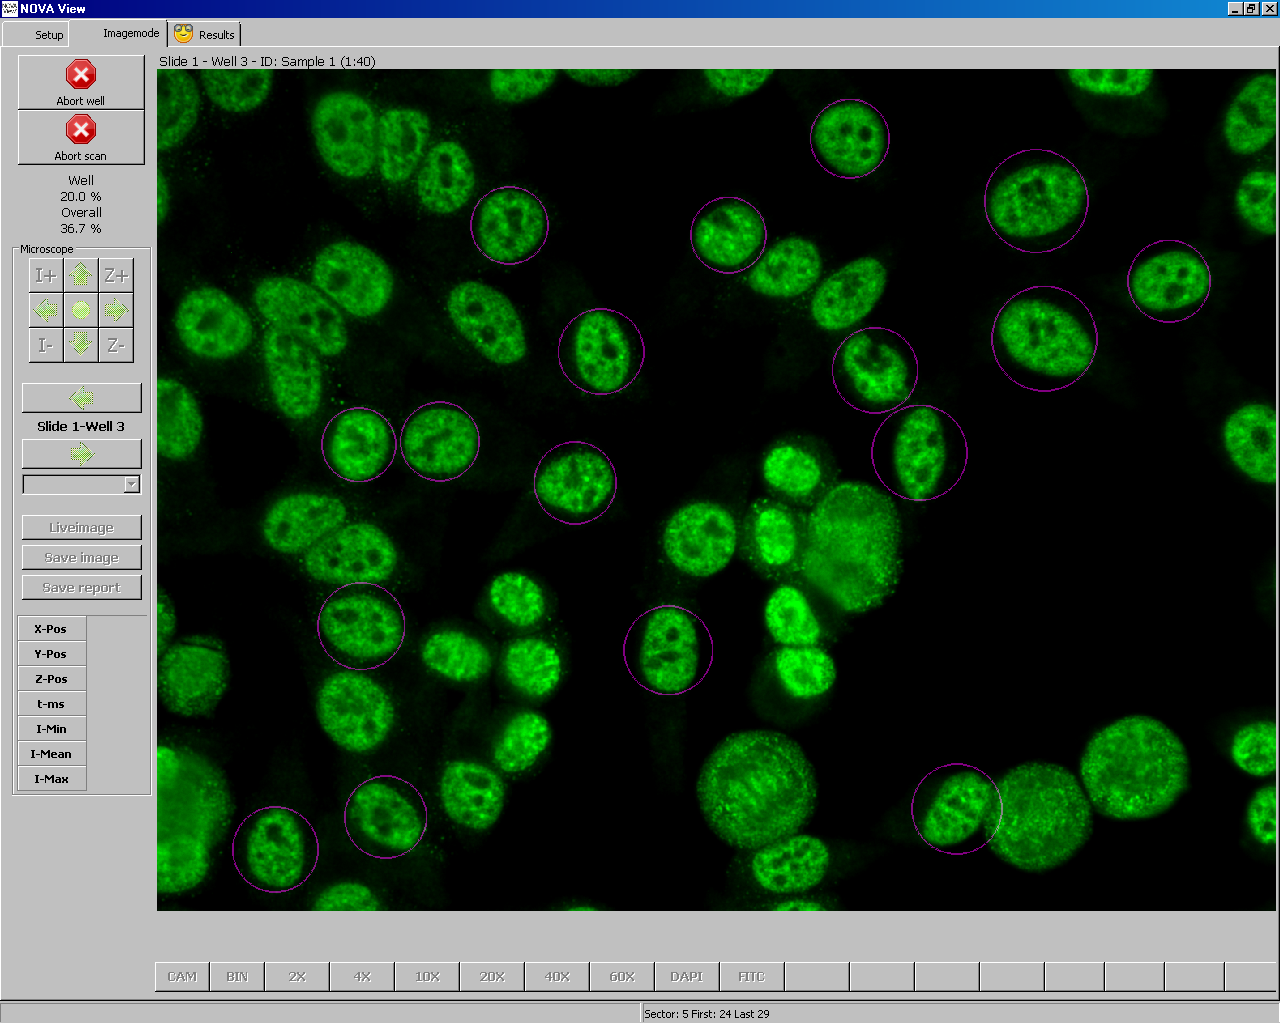 NOVA View
Setup
Imagemode
Results
Slide 1 - Well 3 - ID: Sample 1 (1:40)
Abort well
Abort scan
Well
20.0 %
Overall
36.7 %
Microscope
I+
Z+
I-
Z-
Slide 1-Well 3
Liveimage
Save image
Save report
X-Pos
Y-Pos
Z-Pos
t-ms
I-Min
I-Mean
I-Max
CAM BIN 2X 4X 10X 20X 40X 60X DAPI FITC
Sector: 5 First: 24 Last 29